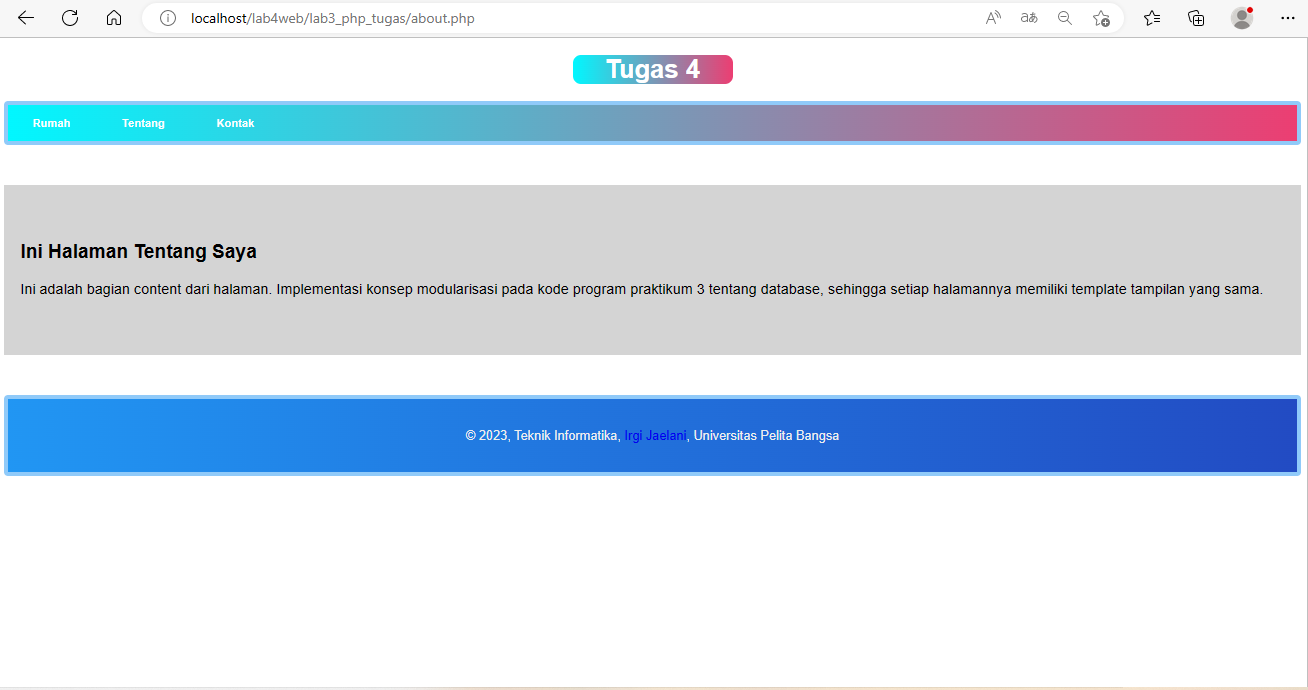 localhost/lab4web/lab3_php_tugas/about.php
Tugas 4
Rumah Tentang Kontak
Ini Halaman Tentang Saya
Ini adalah bagian content dari halaman. Implementasi konsep modularisasi pada kode program praktikum 3 tentang database, sehingga setiap halamannya memiliki template tampilan yang sama.
© 2023, Teknik Informatika, Irgi Jaelani, Universitas Pelita Bangsa